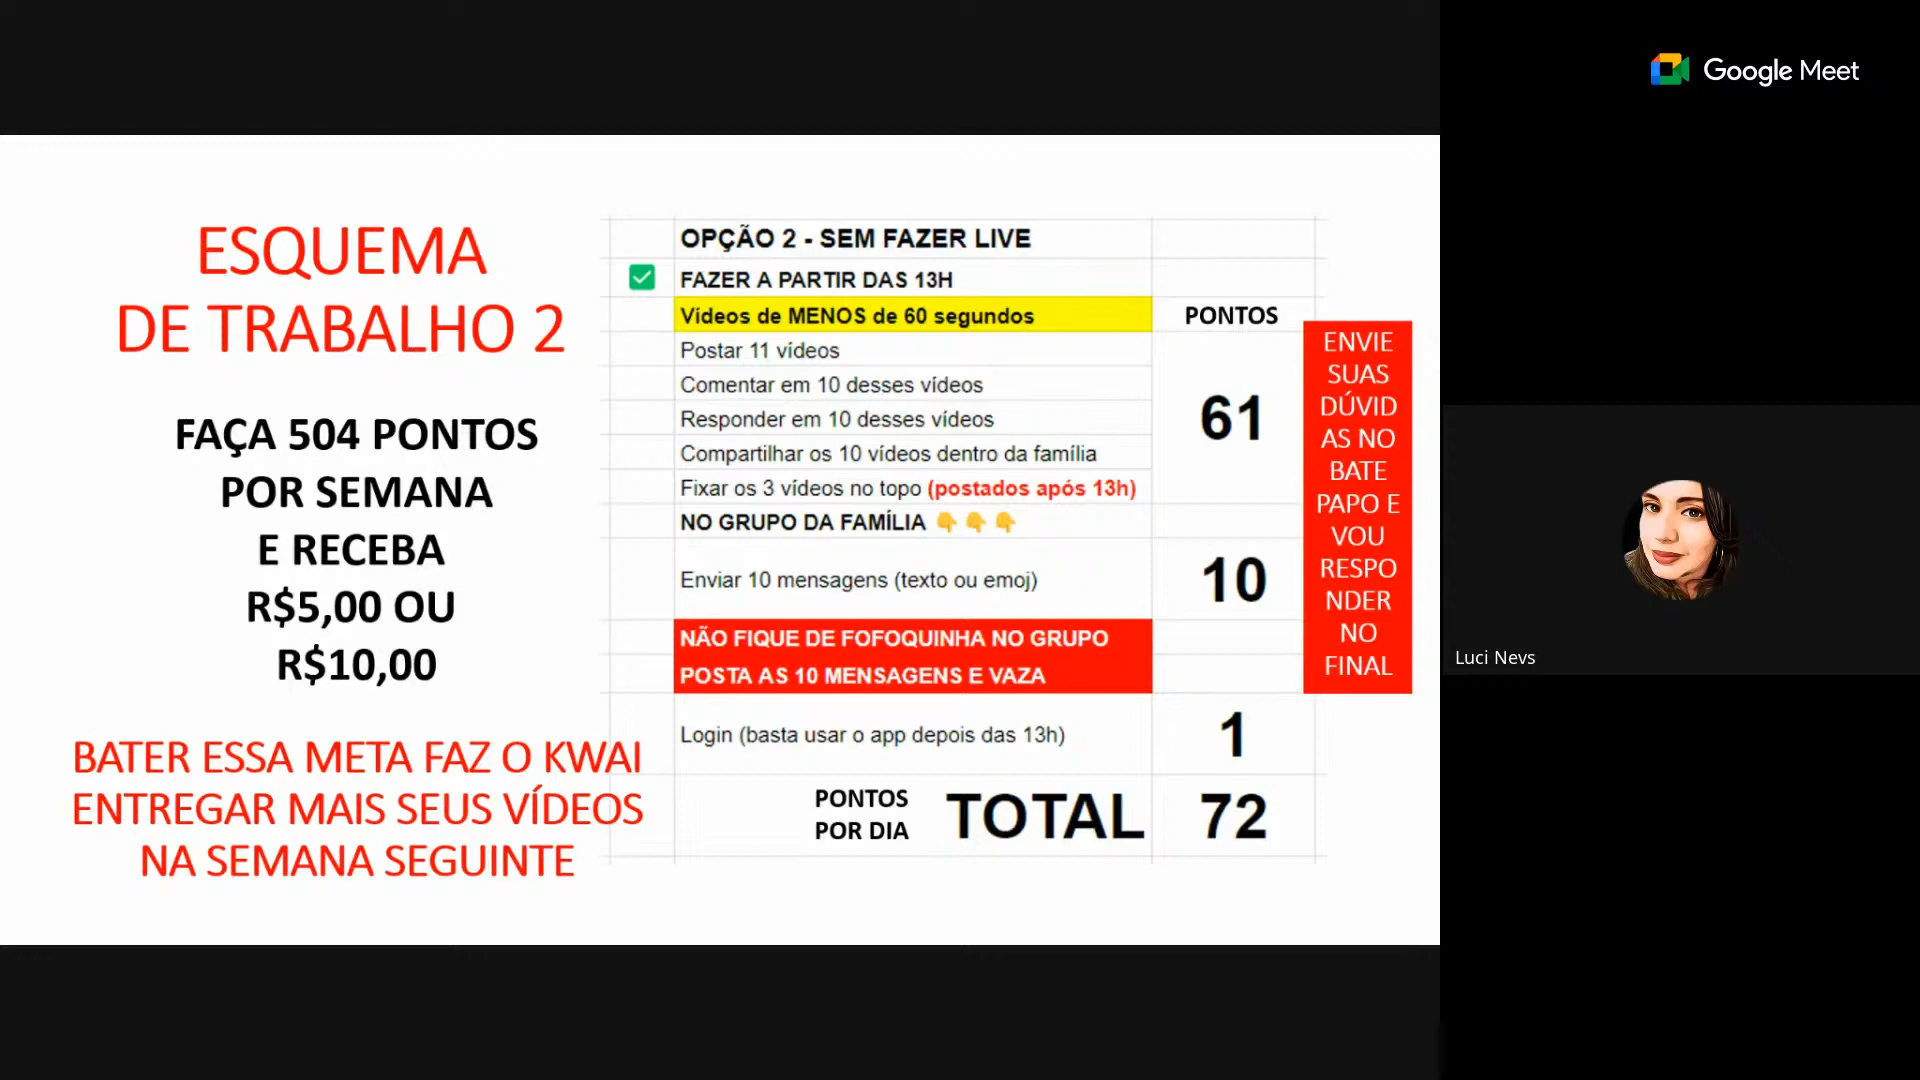 Google Meet
ESQUEMA
DE TRABALHO 2
FAÇA 504 PONTOS
POR SEMANA
E RECEBA
R$5,00 OU
R$10,00
BATER ESSA META FAZ O KWAI
ENTREGAR MAIS SEUS VÍDEOS
NA SEMANA SEGUINTE
OPÇÃO 2 - SEM FAZER LIVE
FAZER A PARTIR DAS 13H
Vídeos de MENOS de 60 segundos
PONTOS
Postar 11 vídeos
Comentar em 10 desses vídeos
Responder em 10 desses vídeos
Compartilhar os 10 vídeos dentro da família
Fixar os 3 vídeos no topo (postados após 13h)
61
NO GRUPO DA FAMÍLIA 👇 👇 👇
Enviar 10 mensagens (texto ou emoj)
10
NÃO FIQUE DE FOFOQUINHA NO GRUPO
POSTA AS 10 MENSAGENS E VAZA
Login (basta usar o app depois das 13h)
1
PONTOS
POR DIA
TOTAL
72
ENVIE
SUAS
DÚVID
AS NO
BATE
PAPO E
VOU
RESPO
NDER
NO
FINAL
Luci Nevs